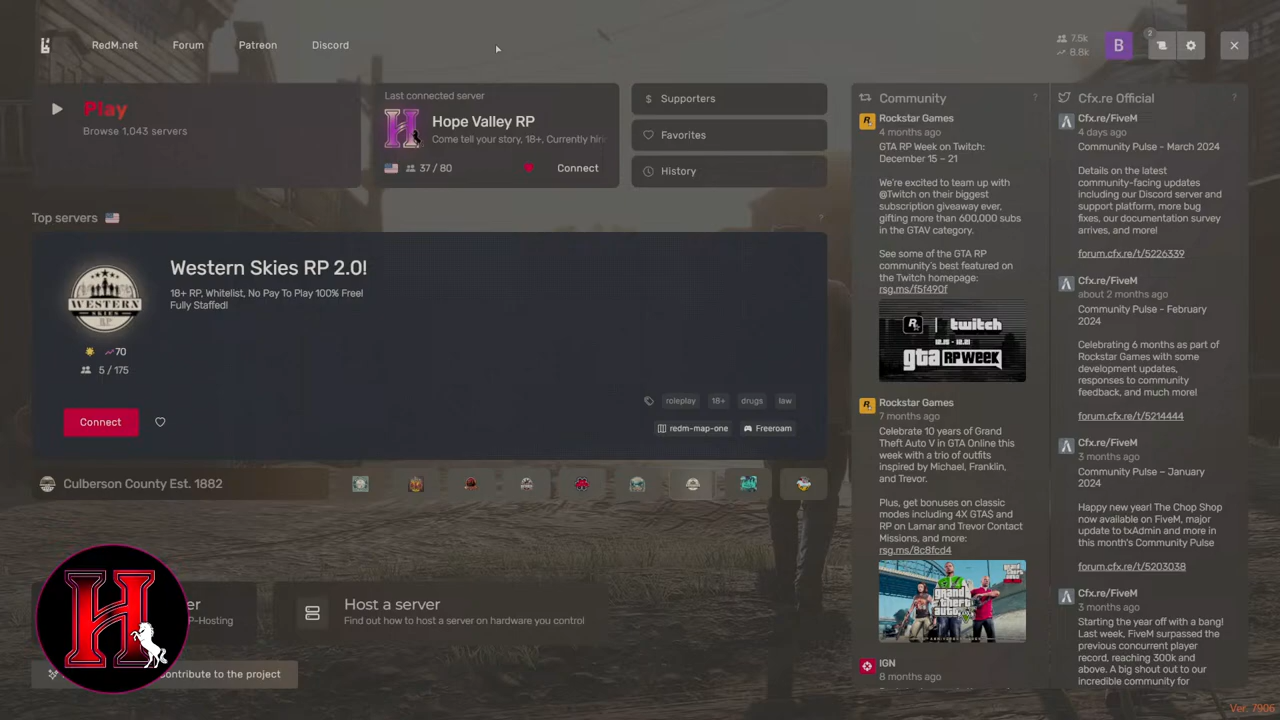 RedM.net
Forum
Patreon
Discord
7.5k
8.8k
B
2
Play
Browse 1,043 servers
Last connected server
Hope Valley RP
Come tell your story, 18+, Currently hirin
37 / 80
Connect
$ Supporters
Favorites
History
Top servers
?
Western Skies RP 2.0!
18+ RP, Whitelist, No Pay To Play 100% Free!
Fully Staffed!
WESTERN
SKIES
RP
70
5 / 175
Connect
roleplay
18+
drugs
law
redm-map-one
Freeroam
Culberson County Est. 1882
er
P-Hosting
Host a server
Find out how to host a server on hardware you control
ontribute to the project
H
Community
?
Rockstar Games
4 months ago
GTA RP Week on Twitch:
December 15 – 21
We're excited to team up with
@Twitch on their biggest
subscription giveaway ever,
gifting more than 600,000 subs
in the GTAV category.
See some of the GTA RP
community's best featured on
the Twitch homepage:
rsg.ms/f5f490f
R twitch
12.15 - 12.21
gta RP WEEK
Rockstar Games
7 months ago
Celebrate 10 years of Grand
Theft Auto V in GTA Online this
week with a trio of outfits
inspired by Michael, Franklin,
and Trevor.
Plus, get bonuses on classic
modes including 4X GTA$ and
RP on Lamar and Trevor Contact
Missions, and more:
rsg.ms/8c8fcd4
grand
theft
auto
IGN
8 months ago
Cfx.re Official
?
Cfx.re/FiveM
4 days ago
Community Pulse - March 2024
Details on the latest
community-facing updates
including our Discord server and
support platform, more bug
fixes, our documentation survey
arrives, and more!
forum.cfx.re/t/5226339
Cfx.re/FiveM
about 2 months ago
Community Pulse - February
2024
Celebrating 6 months as part of
Rockstar Games with some
development updates,
responses to community
feedback, and much more!
forum.cfx.re/t/5214444
Cfx.re/FiveM
3 months ago
Community Pulse – January
2024
Happy new year! The Chop Shop
now available on FiveM, major
update to txAdmin and more in
this month's Community Pulse
forum.cfx.re/t/5203038
Cfx.re/FiveM
3 months ago
Starting the year off with a bang!
Last week, FiveM surpassed the
previous concurrent player
record, reaching 300k and
above. A big shout out to our
incredible community for
Ver. 7906